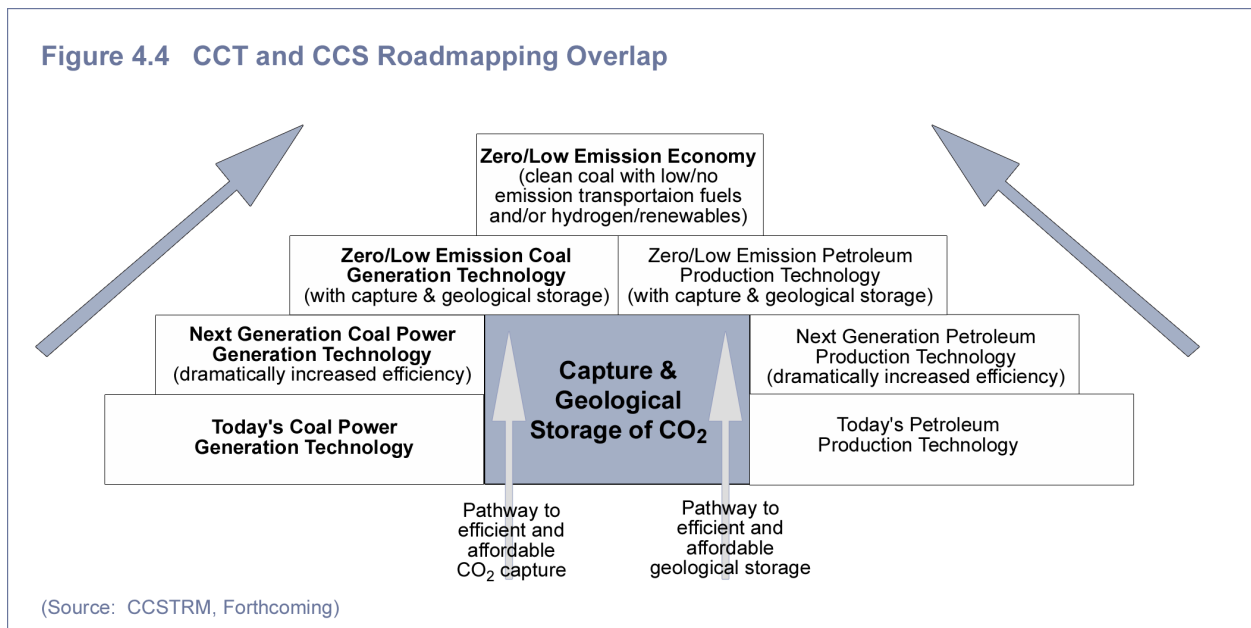 Figure 4.4 CCT and CCS Roadmapping Overlap
Zero/Low Emission Economy
(clean coal with low/no
emission transportaion fuels
and/or hydrogen/renewables)
Zero/Low Emission Coal
Generation Technology
(with capture & geological storage)
Zero/Low Emission Petroleum
Production Technology
(with capture & geological storage)
Next Generation Coal Power
Generation Technology
(dramatically increased efficiency)
Capture &
Geological
Storage of CO₂
Next Generation Petroleum
Production Technology
(dramatically increased efficiency)
Today's Coal Power
Generation Technology
Today's Petroleum
Production Technology
Pathway to
efficient and
affordable
CO₂ capture
Pathway to
efficient and
affordable
geological storage
(Source: CCSTRM, Forthcoming)